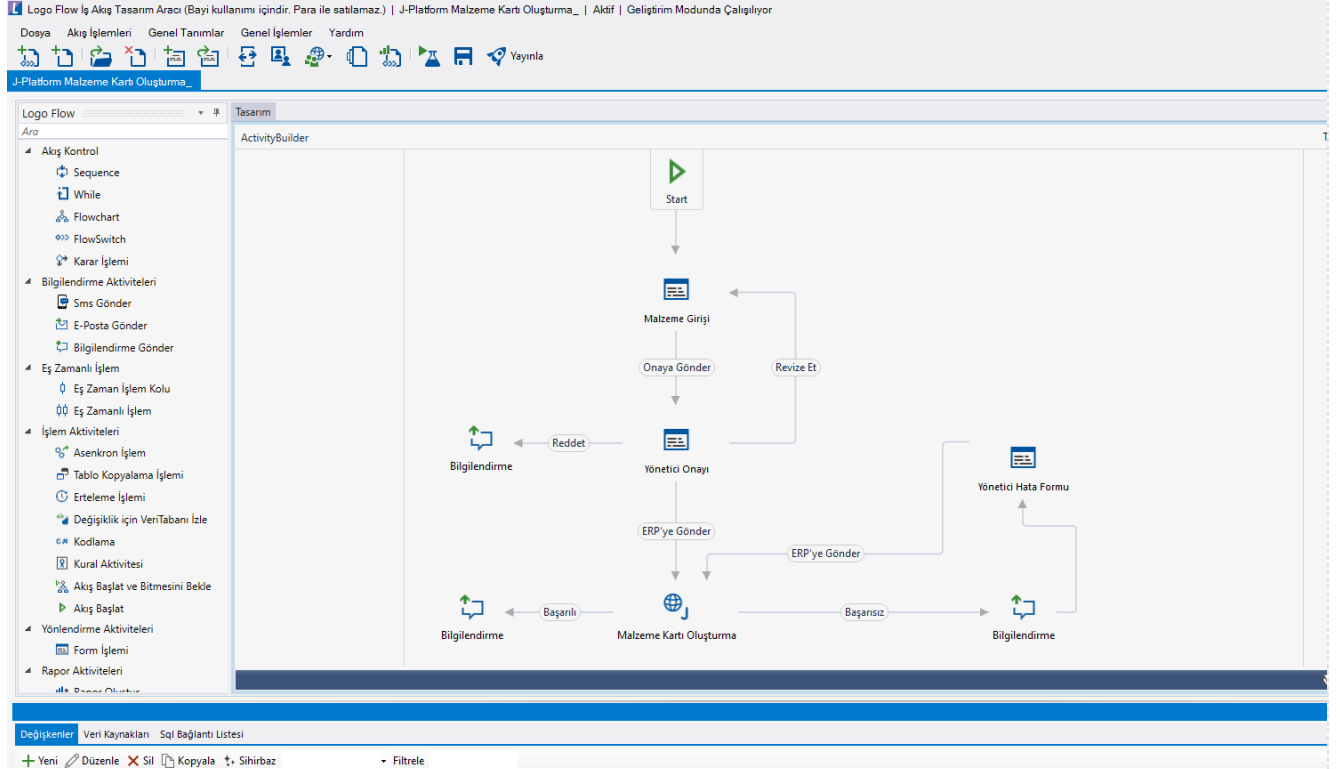 Logo Flow İş Akış Tasarım Aracı (Bayi kullanımı içindir. Para ile satılamaz.) | J-Platform Malzeme Kartı Oluşturma_ | Aktif | Geliştirim Modunda Çalışılıyor
Dosya Akış İşlemleri Genel Tanımlar Genel İşlemler Yardım
Yayınla
J-Platform Malzeme Kartı Oluşturma_
Logo Flow
Ara
Akış Kontrol
Sequence
While
Flowchart
FlowSwitch
Karar İşlemi
Bilgilendirme Aktiviteleri
Sms Gönder
E-Posta Gönder
Bilgilendirme Gönder
Eş Zamanlı İşlem
Eş Zaman İşlem Kolu
Eş Zamanlı İşlem
İşlem Aktiviteleri
Asenkron İşlem
Tablo Kopyalama İşlemi
Erteleme İşlemi
Değişiklik için VeriTabanı İzle
C# Kodlama
Kural Aktivitesi
Akış Başlat ve Bitmesini Bekle
Akış Başlat
Yönlendirme Aktiviteleri
Form İşlemi
Rapor Aktiviteleri
Rapor Oluştur
Tasarım
ActivityBuilder
Start
Malzeme Girişi
Onaya Gönder
Revize Et
Reddet
Bilgilendirme
Yönetici Onayı
Yönetici Hata Formu
ERP'ye Gönder
ERP'ye Gönder
Başarılı
Başarısız
Bilgilendirme
Malzeme Kartı Oluşturma
Bilgilendirme
Değişkenler Veri Kaynakları Sql Bağlantı Listesi
Yeni Düzenle Sil Kopyala Sihirbaz Filtrele